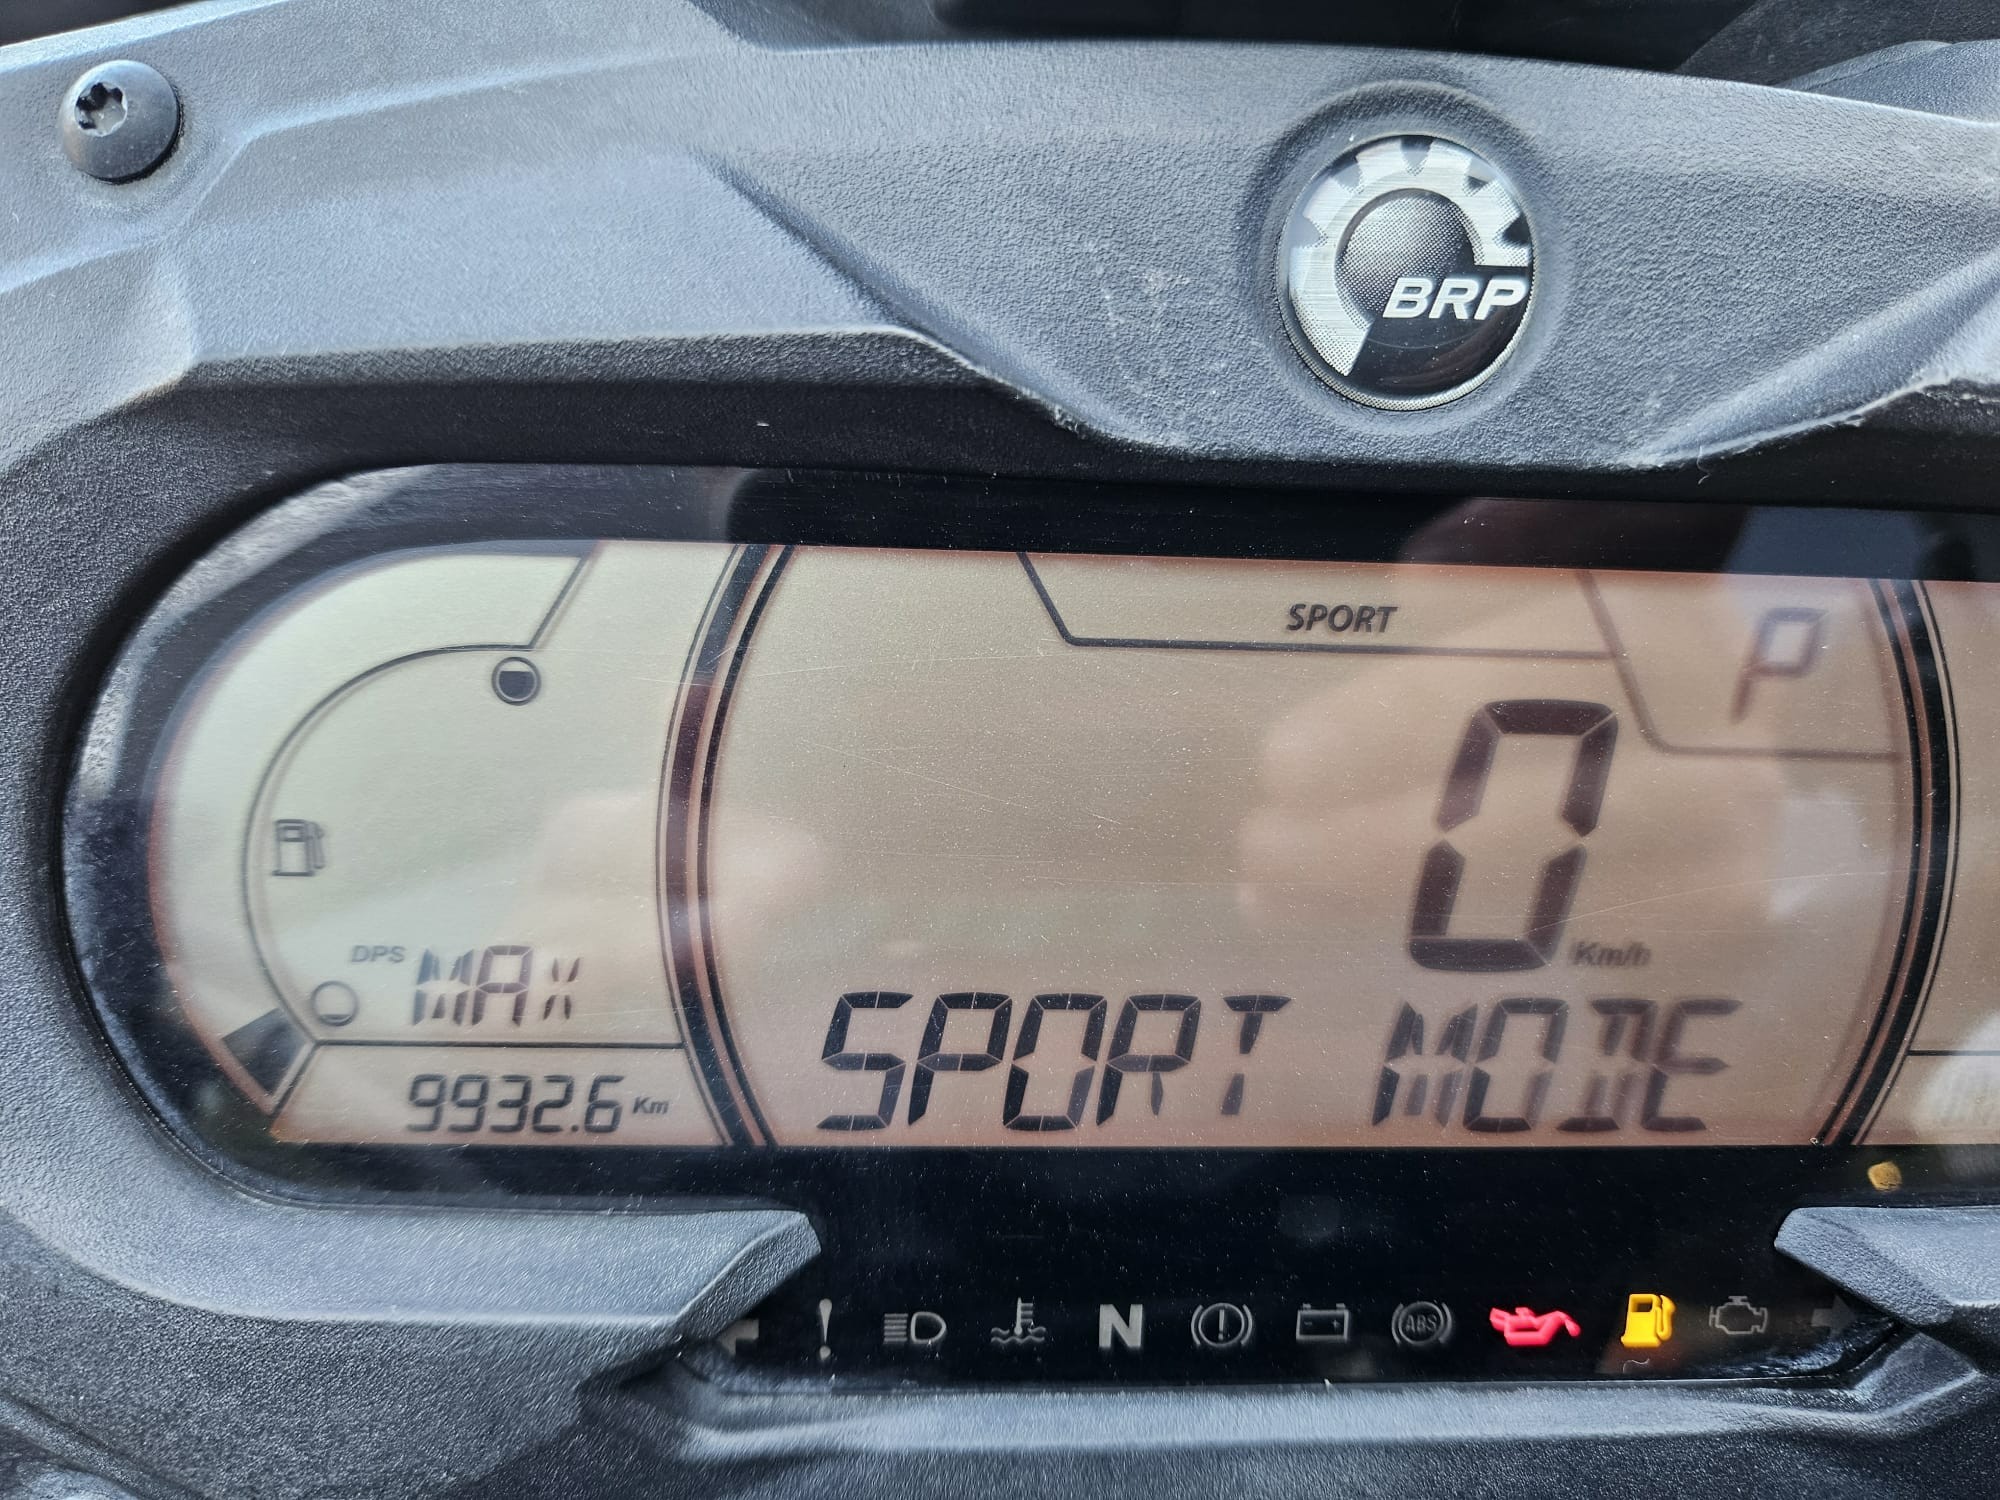 BRP
SPORT
P
0 Km/h
DPS MAX
SPORT MODE
9932.6 Km
N
ABS